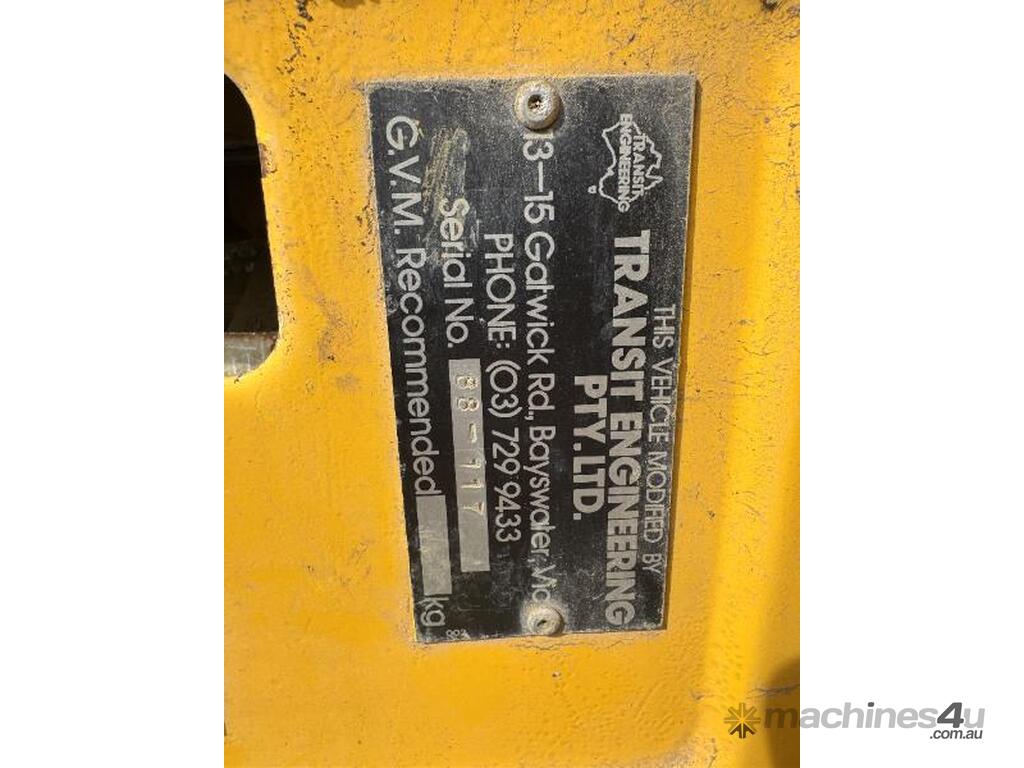 THIS VEHICLE MODIFIED BY
TRANSIT ENGINEERING
TRANSIT ENGINEERING
PTY. LTD.
13-15 Gatwick Rd., Bayswater, Vic
PHONE: (03) 729 9433
Serial No. 88-117
G.V.M. Recommended kg
machines4u
.com.au